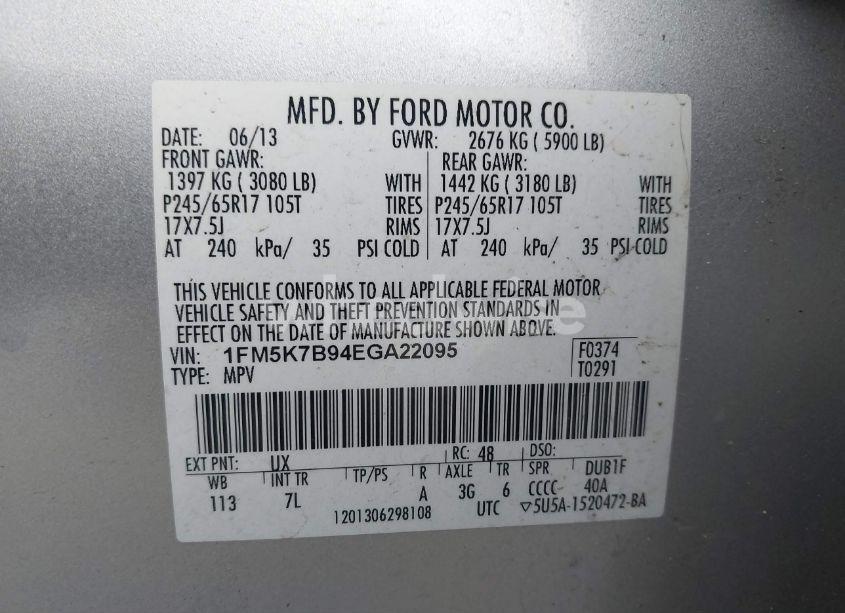 MFD. BY FORD MOTOR CO.
DATE: 06/13 GVWR: 2676 KG ( 5900 LB)
FRONT GAWR: REAR GAWR:
1397 KG ( 3080 LB) WITH 1442 KG ( 3180 LB) WITH
P245/65R17 105T TIRES P245/65R17 105T TIRES
17X7.5J RIMS 17X7.5J RIMS
AT 240 kPa/ 35 PSI COLD AT 240 kPa/ 35 PSI COLD
THIS VEHICLE CONFORMS TO ALL APPLICABLE FEDERAL MOTOR
VEHICLE SAFETY AND THEFT PREVENTION STANDARDS IN
EFFECT ON THE DATE OF MANUFACTURE SHOWN ABOVE.
VIN: 1FM5K7B94EGA22095 F0374
TYPE: MPV T0291
EXT PNT: UX RC: 48 DSO:
WB INT TR TP/PS R AXLE TR SPR DUB1F
113 7L A 3G 6 CCCC 40A
1201306298108 UTC ▽5U5A-1520472-BA